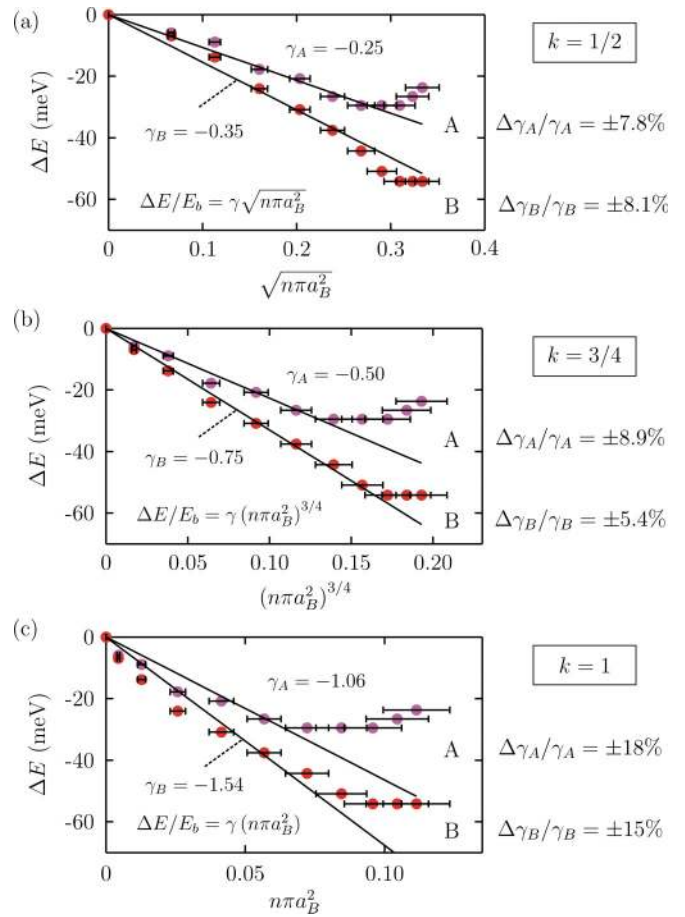 (a)
0
-20
-40
-60
ΔE (meV)
γ_A = −0.25
γ_B = −0.35
ΔE/E_b = γ√(nπa_B^2)
A
B
0
0.1
0.2
0.3
0.4
√(nπa_B^2)
k = 1/2
Δγ_A/γ_A = ±7.8%
Δγ_B/γ_B = ±8.1%
(b)
0
-20
-40
-60
ΔE (meV)
γ_A = −0.50
γ_B = −0.75
ΔE/E_b = γ (nπa_B^2)^{3/4}
A
B
0
0.05
0.10
0.15
0.20
(nπa_B^2)^{3/4}
k = 3/4
Δγ_A/γ_A = ±8.9%
Δγ_B/γ_B = ±5.4%
(c)
0
-20
-40
-60
ΔE (meV)
γ_A = −1.06
γ_B = −1.54
ΔE/E_b = γ (nπa_B^2)
A
B
0
0.05
0.10
nπa_B^2
k = 1
Δγ_A/γ_A = ±18%
Δγ_B/γ_B = ±15%